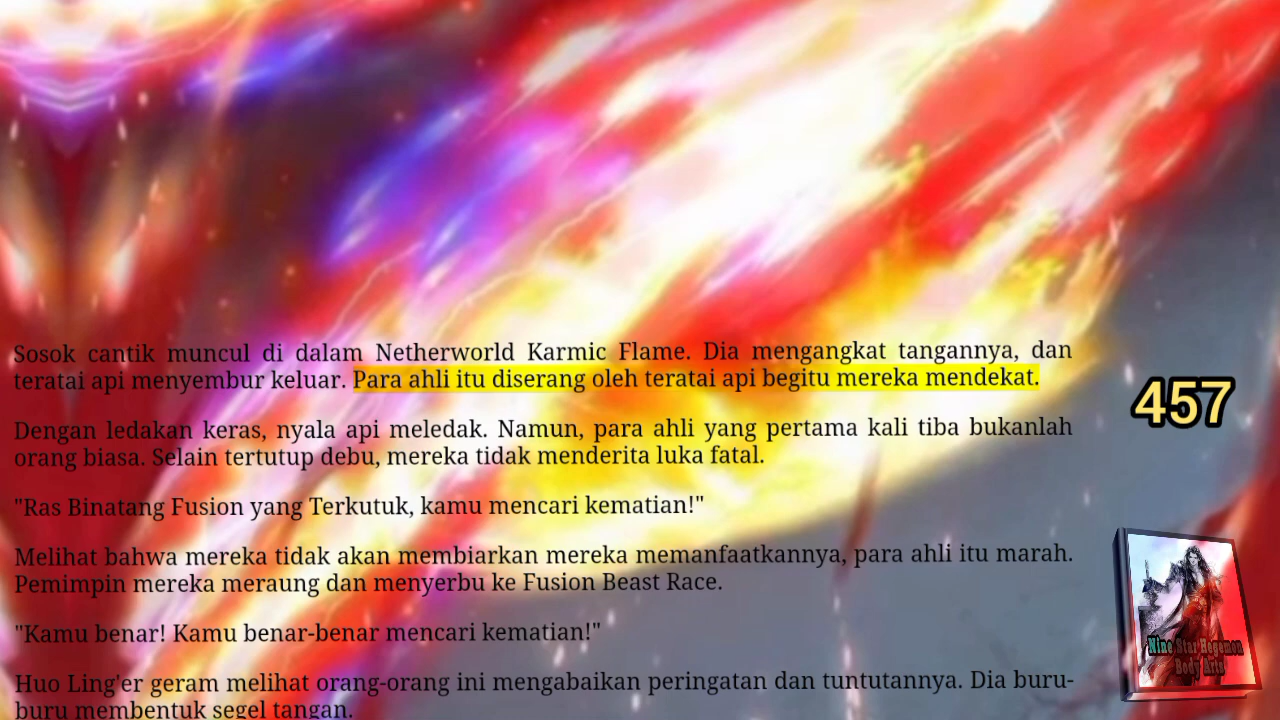 Sosok cantik muncul di dalam Netherworld Karmic Flame. Dia mengangkat tangannya, dan
teratai api menyembur keluar. Para ahli itu diserang oleh teratai api begitu mereka mendekat.
Dengan ledakan keras, nyala api meledak. Namun, para ahli yang pertama kali tiba bukanlah
orang biasa. Selain tertutup debu, mereka tidak menderita luka fatal.
"Ras Binatang Fusion yang Terkutuk, kamu mencari kematian!"
Melihat bahwa mereka tidak akan membiarkan mereka memanfaatkannya, para ahli itu marah.
Pemimpin mereka meraung dan menyerbu ke Fusion Beast Race.
"Kamu benar! Kamu benar-benar mencari kematian!"
Huo Ling'er geram melihat orang-orang ini mengabaikan peringatan dan tuntutannya. Dia buru-
buru membentuk segel tangan.
457
Nine Star Hegemon
Body Arts